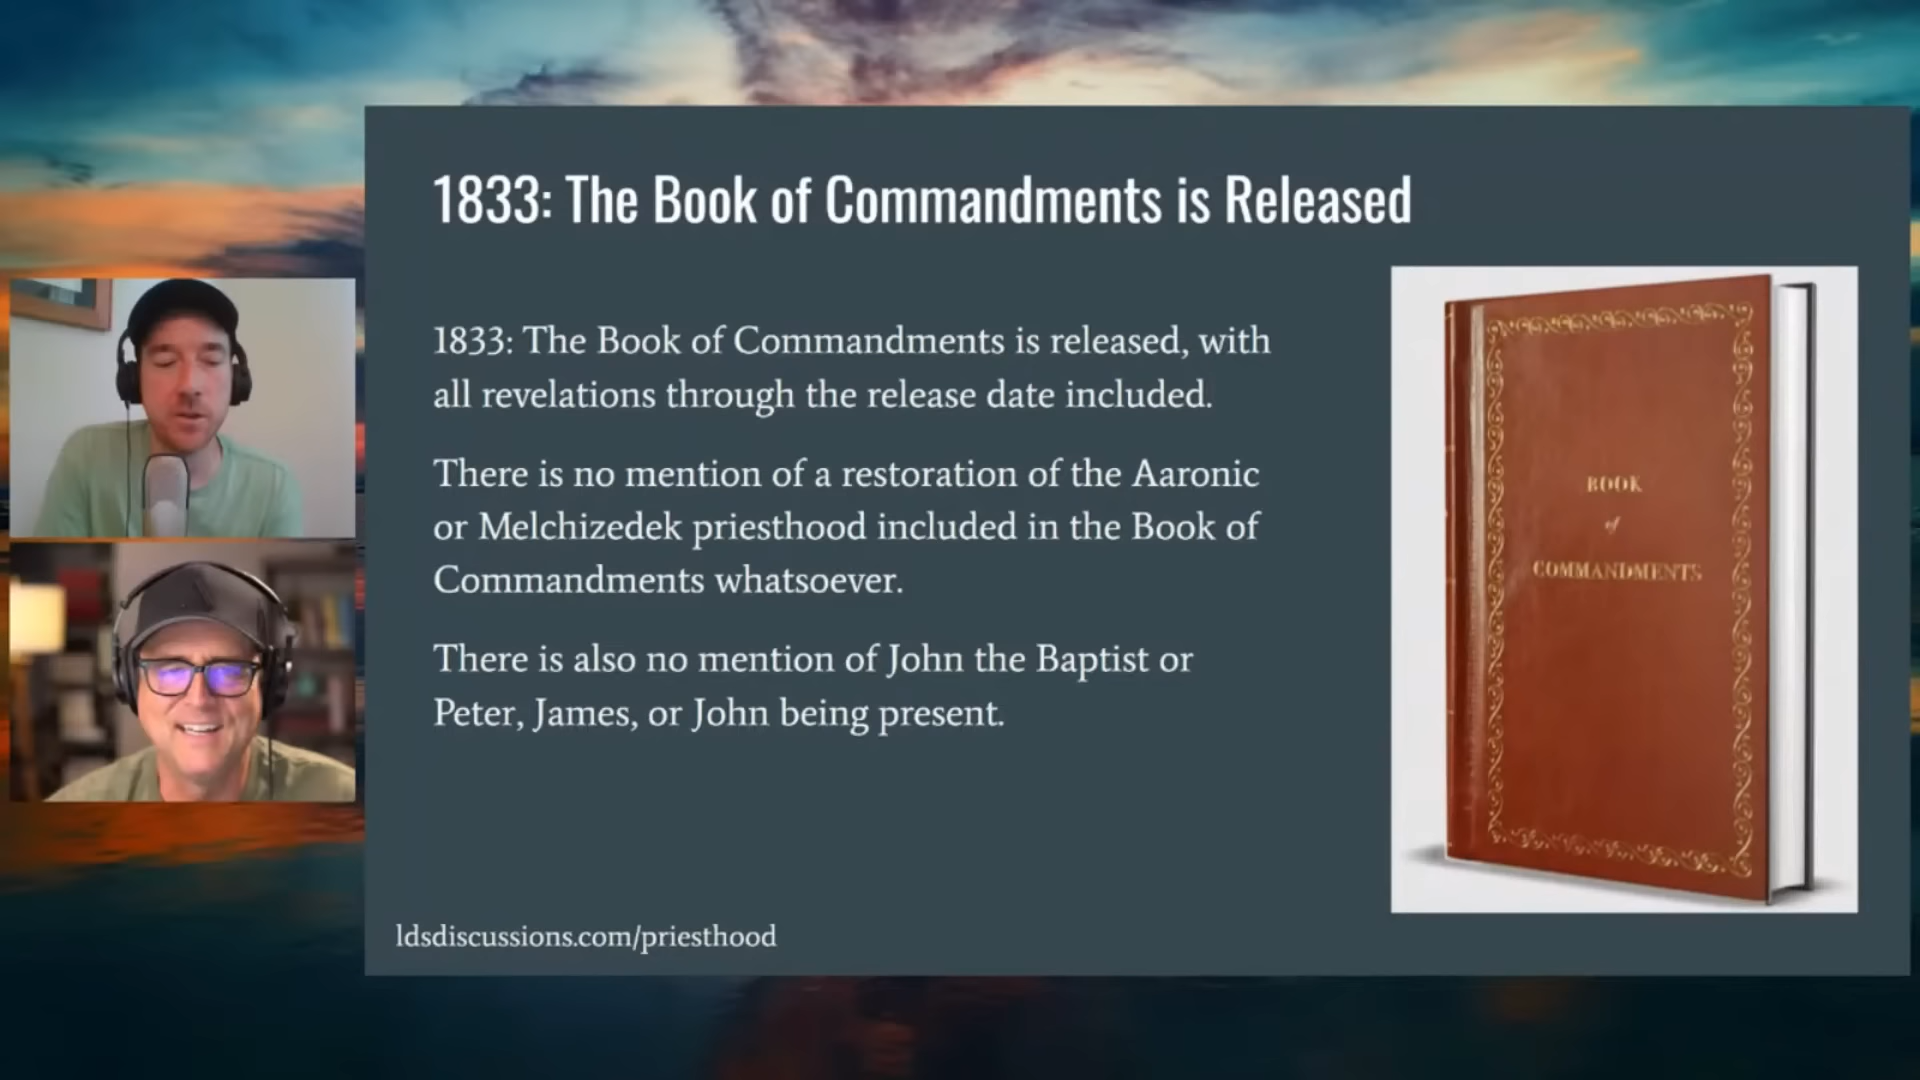 1833: The Book of Commandments is Released
1833: The Book of Commandments is released, with
all revelations through the release date included.
There is no mention of a restoration of the Aaronic
or Melchizedek priesthood included in the Book of
Commandments whatsoever.
There is also no mention of John the Baptist or
Peter, James, or John being present.
BOOK
of
COMMANDMENTS
ldsdiscussions.com/priesthood